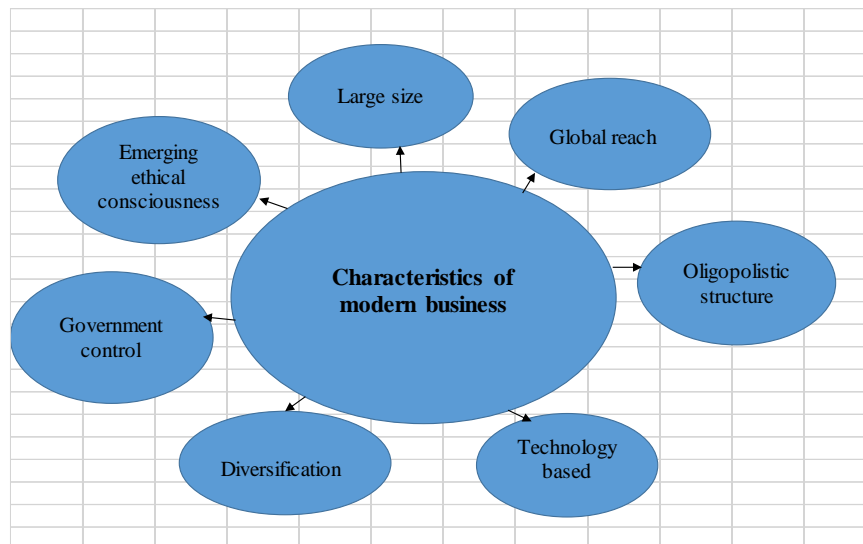 Large size
Global reach
Emerging
ethical
consciousness
Characteristics of
modern business
Oligopolistic
structure
Government
control
Technology
based
Diversification